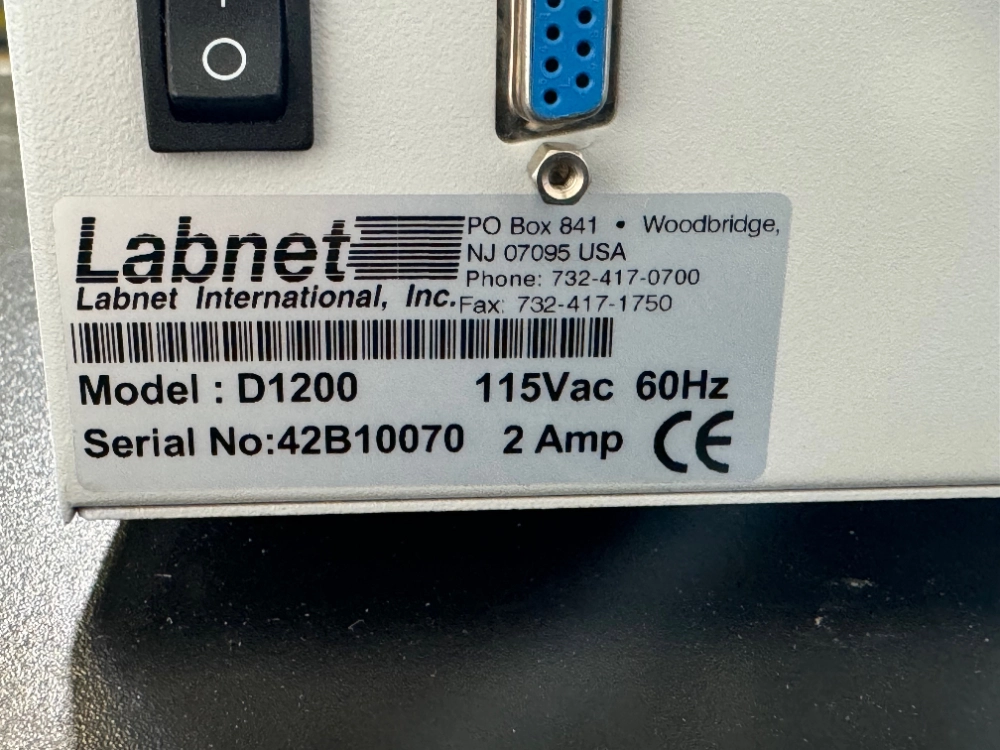 Labnet
Labnet International, Inc.
PO Box 841 • Woodbridge,
NJ 07095 USA
Phone: 732-417-0700
Fax: 732-417-1750
Model : D1200 115Vac 60Hz
Serial No:42B10070 2 Amp CE